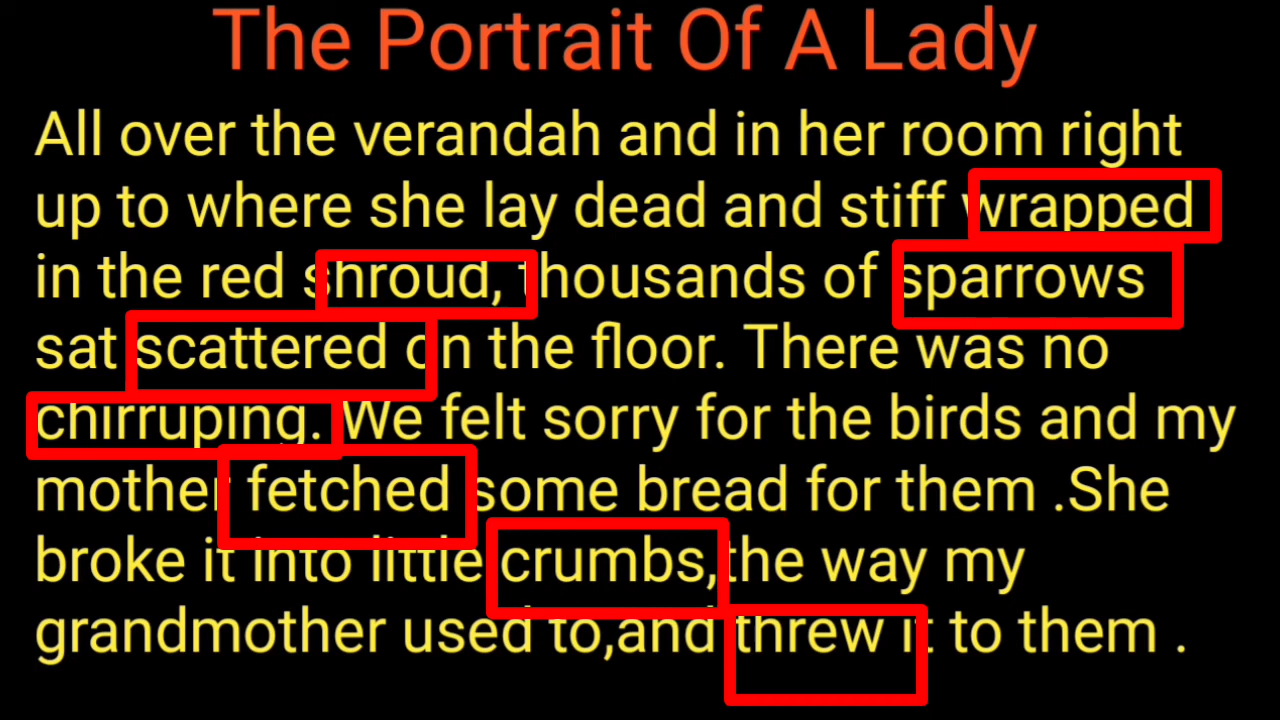 The Portrait Of A Lady
All over the verandah and in her room right
up to where she lay dead and stiff wrapped
in the red shroud, thousands of sparrows
sat scattered on the floor. There was no
chirruping. We felt sorry for the birds and my
mother fetched some bread for them .She
broke it into little crumbs,the way my
grandmother used to,and threw it to them .